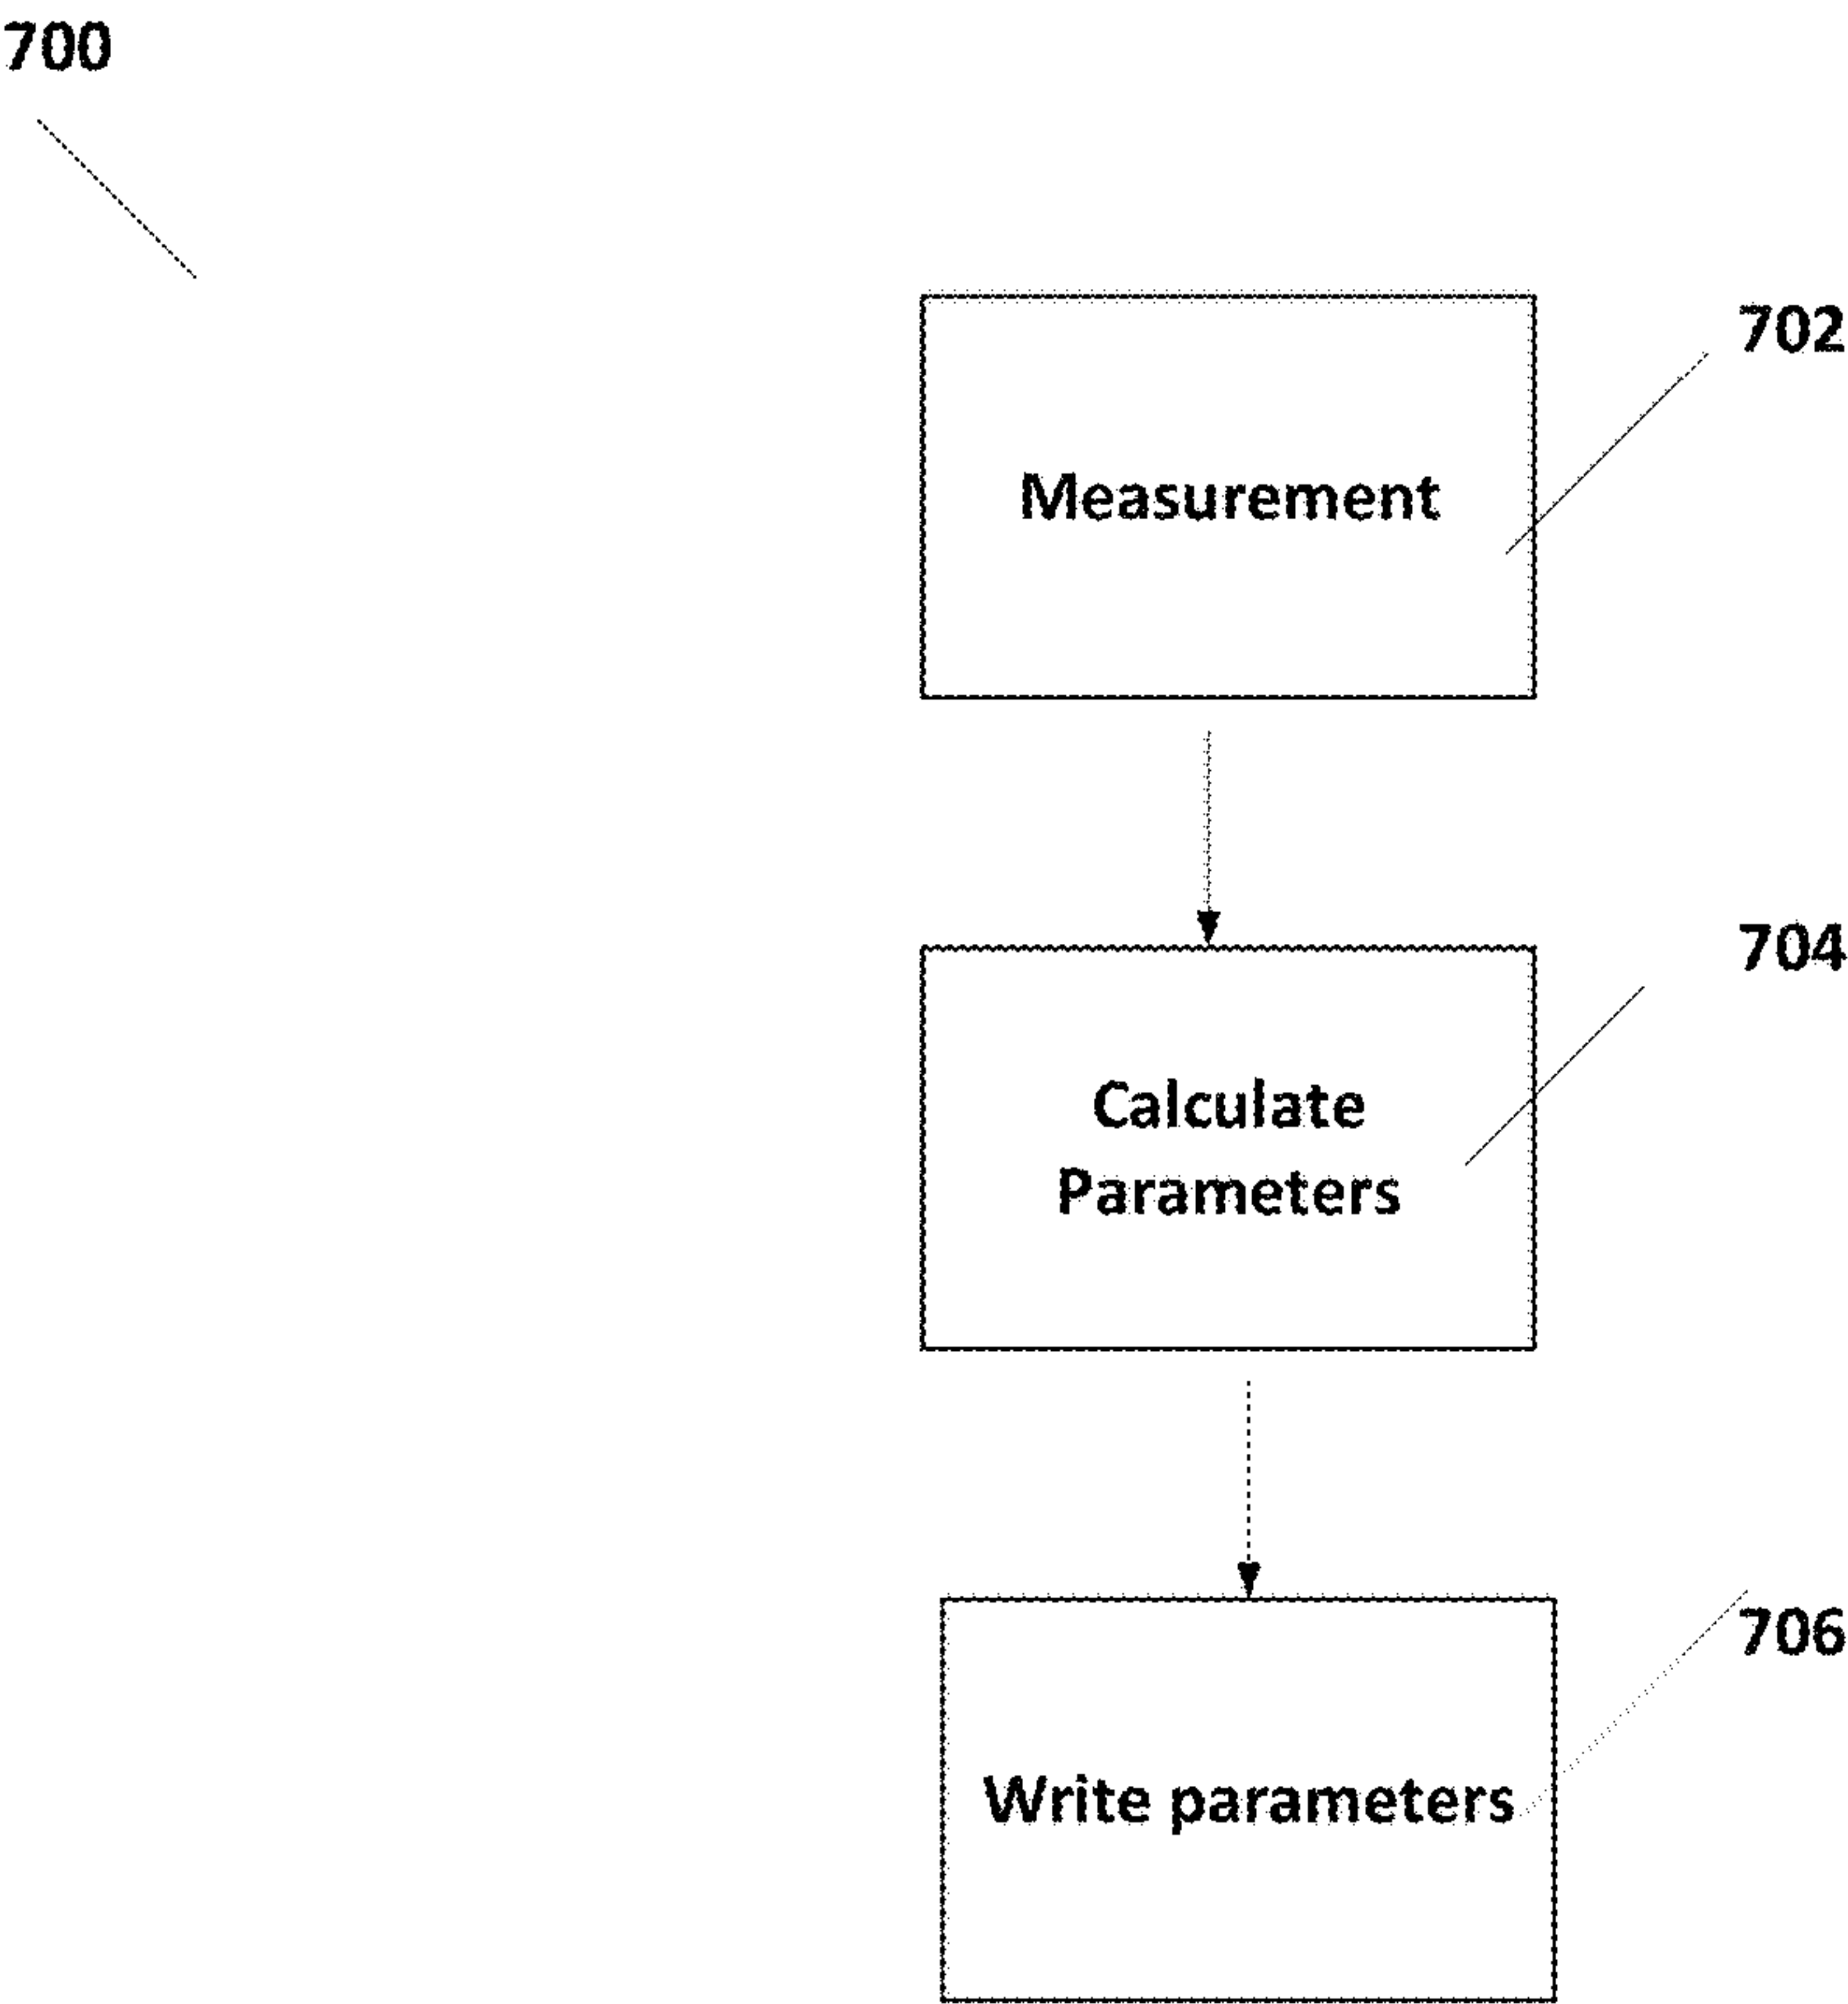 700
702
Measurement
704
Calculate
Parameters
706
Write parameters